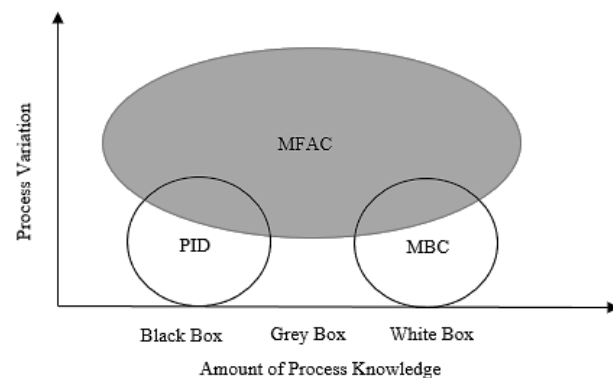 Process Variation
MFAC
PID
MBC
Black Box
Grey Box
White Box
Amount of Process Knowledge